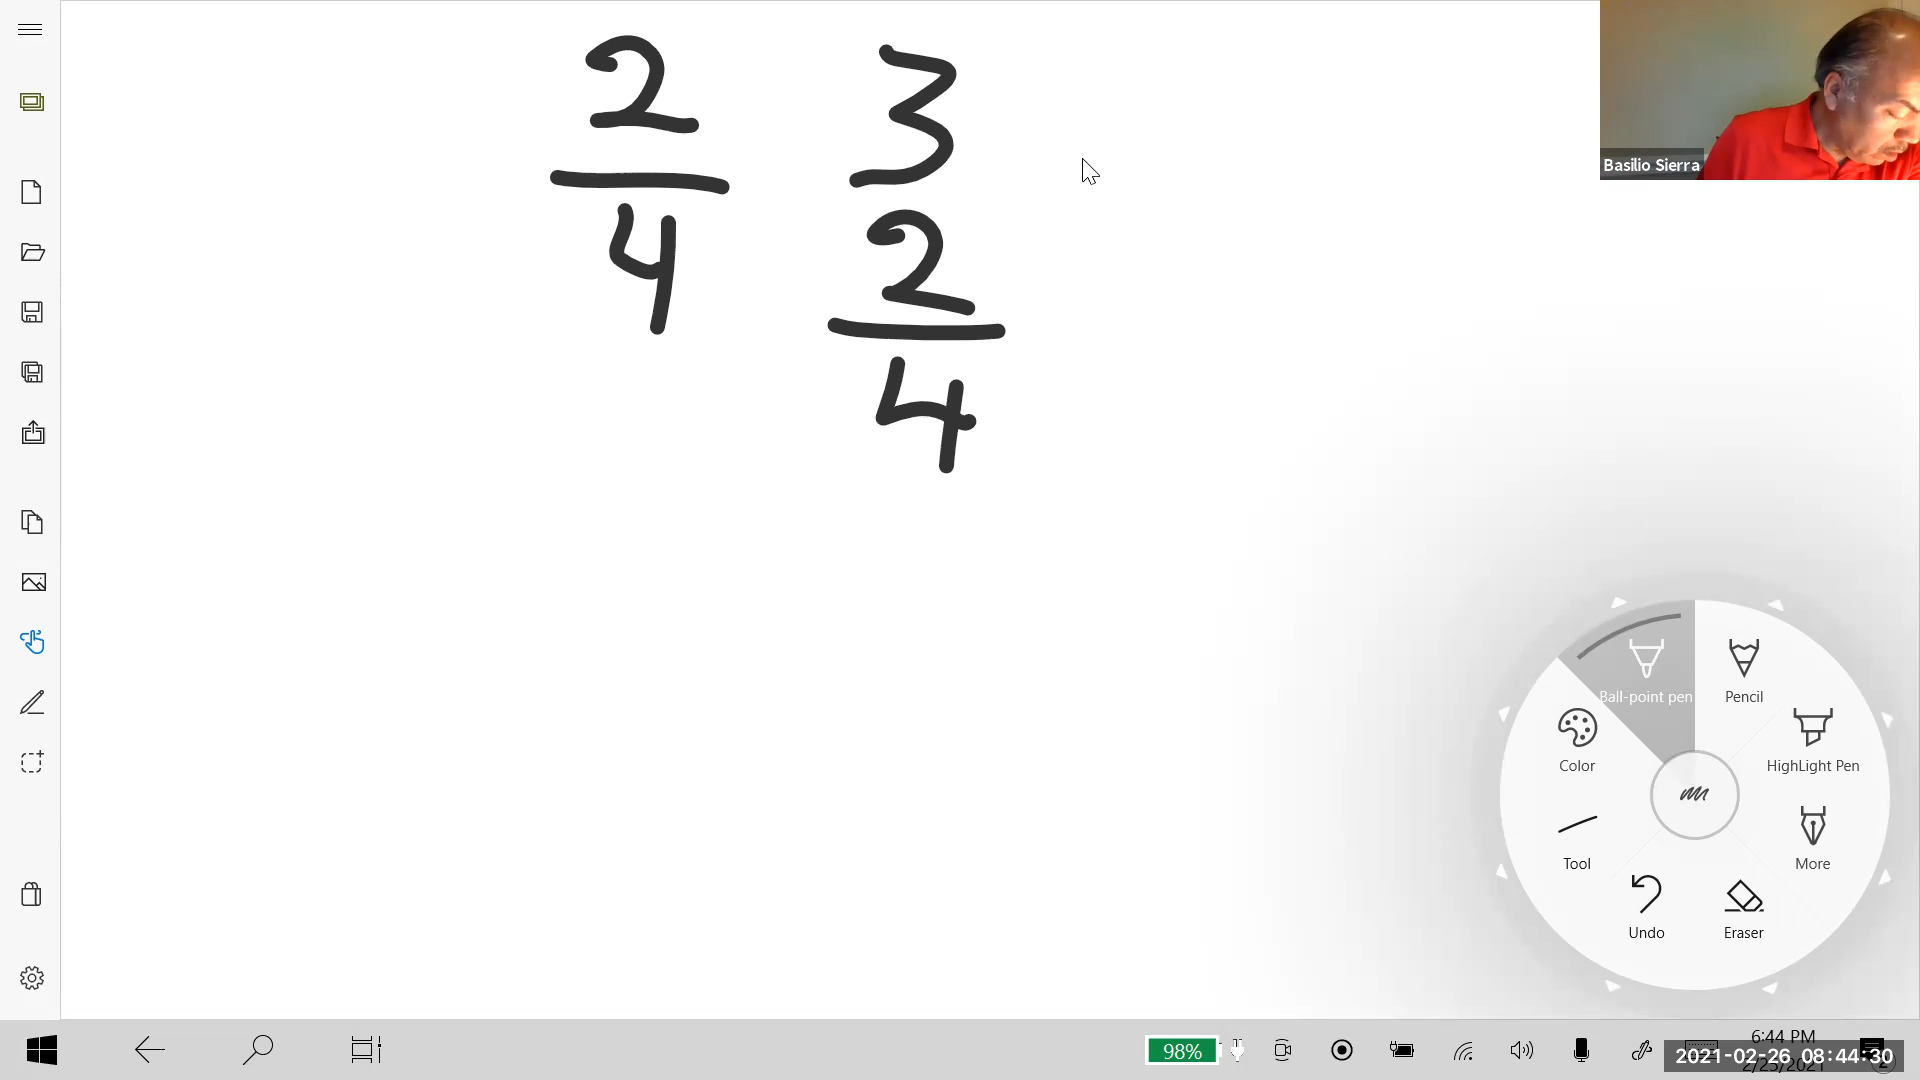 2 3
4 2
4
Basilio Sierra
Ball-point pen
Pencil
Color
HighLight Pen
Tool
More
Undo
Eraser
98%
6:44 PM
2021-02-26 08:44:30